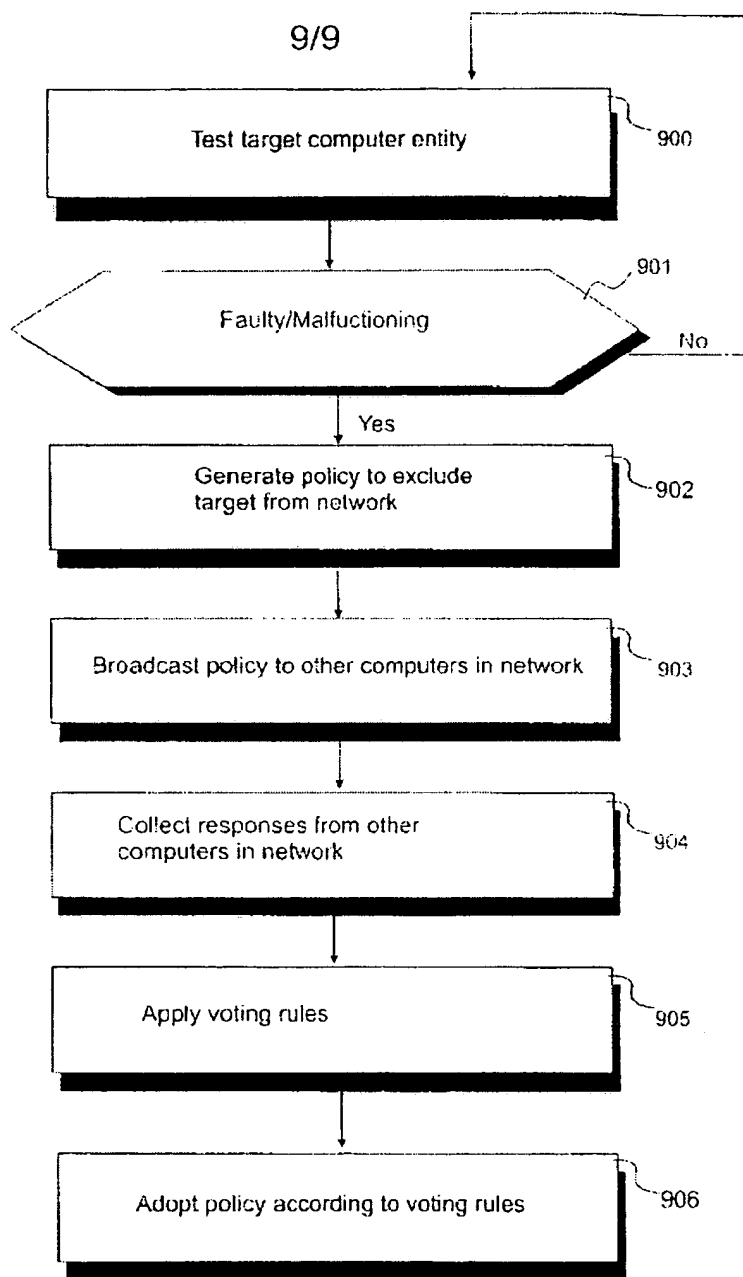 9/9
Test target computer entity
900
901
Faulty/Malfuctioning
No
Yes
Generate policy to exclude
target from network
902
Broadcast policy to other computers in network
903
Collect responses from other
computers in network
904
Apply voting rules
905
Adopt policy according to voting rules
906